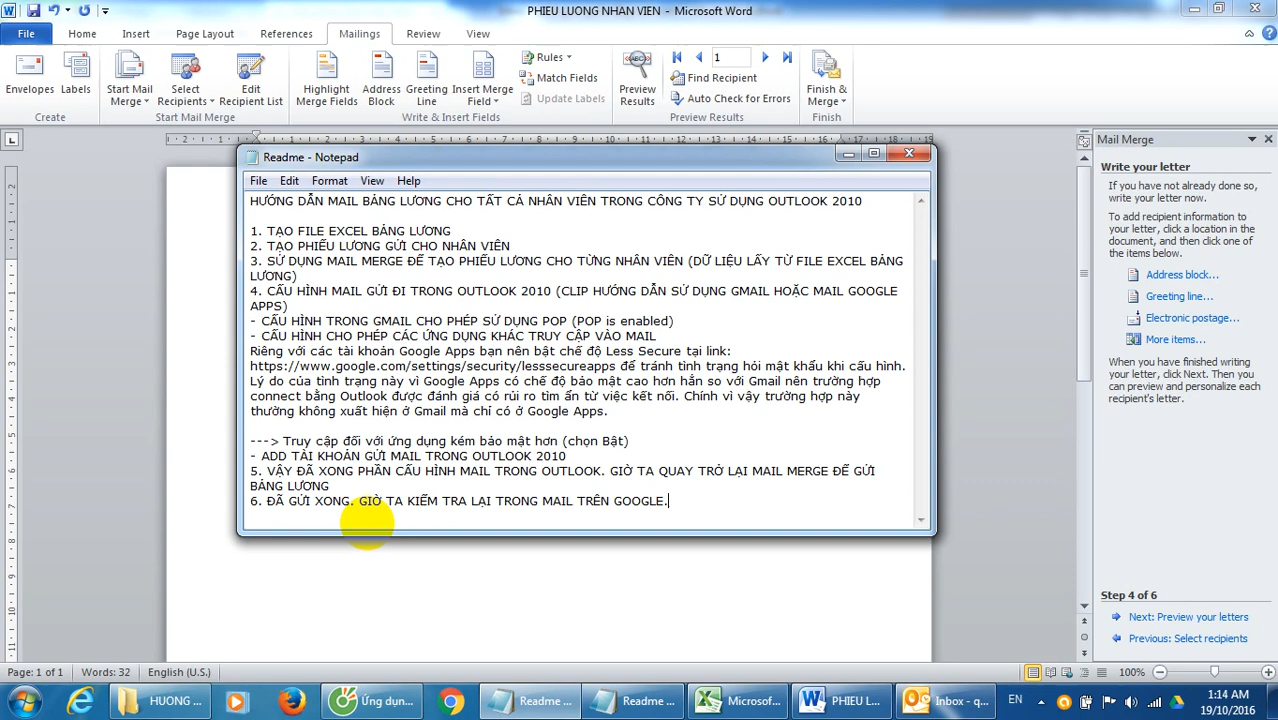 PHIEU LUONG NHAN VIEN - Microsoft Word
File Home Insert Page Layout References Mailings Review View
Envelopes Labels Start Mail Merge Select Recipients Edit Recipient List Highlight Merge Fields Address Block Greeting Line Insert Merge Field
Rules
Match Fields
Update Labels
Preview Results
1
Find Recipient
Auto Check for Errors
Finish & Merge
Create Start Mail Merge Write & Insert Fields Preview Results Finish
Readme - Notepad
File Edit Format View Help
HƯỚNG DẪN MAIL BẢNG LƯƠNG CHO TẤT CẢ NHÂN VIÊN TRONG CÔNG TY SỬ DỤNG OUTLOOK 2010
1. TẠO FILE EXCEL BẢNG LƯƠNG
2. TẠO PHIẾU LƯƠNG GỬI CHO NHÂN VIÊN
3. SỬ DỤNG MAIL MERGE ĐỂ TẠO PHIẾU LƯƠNG CHO TỪNG NHÂN VIÊN (DỮ LIỆU LẤY TỪ FILE EXCEL BẢNG
LƯƠNG)
4. CẤU HÌNH MAIL GỬI ĐI TRONG OUTLOOK 2010 (CLIP HƯỚNG DẪN SỬ DỤNG GMAIL HOẶC MAIL GOOGLE
APPS)
- CẤU HÌNH TRONG GMAIL CHO PHÉP SỬ DỤNG POP (POP is enabled)
- CẤU HÌNH CHO PHÉP CÁC ỨNG DỤNG KHÁC TRUY CẬP VÀO MAIL
Riêng với các tài khoản Google Apps bạn nên bật chế độ Less Secure tại link:
https://www.google.com/settings/security/lesssecureapps để tránh tình trạng hỏi mật khẩu khi cấu hình.
Lý do của tình trạng này vì Google Apps có chế độ bảo mật cao hơn hẳn so với Gmail nên trường hợp
connect bằng Outlook được đánh giá có rủi ro tìm ẩn từ việc kết nối. Chính vì vậy trường hợp này
thường không xuất hiện ở Gmail mà chỉ có ở Google Apps.
---> Truy cập đối với ứng dụng kém bảo mật hơn (chọn Bật)
- ADD TÀI KHOẢN GỬI MAIL TRONG OUTLOOK 2010
5. VẬY ĐÃ XONG PHẦN CẤU HÌNH MAIL TRONG OUTLOOK. GIỜ TA QUAY TRỞ LẠI MAIL MERGE ĐỂ GỬI
BẢNG LƯƠNG
6. ĐÃ GỬI XONG. GIỜ TA KIỂM TRA LẠI TRONG MAIL TRÊN GOOGLE.
Mail Merge
Write your letter
If you have not already done so,
write your letter now.
To add recipient information to
your letter, click a location in the
document, and then click one of
the items below.
Address block...
Greeting line...
Electronic postage...
More items...
When you have finished writing
your letter, click Next. Then you
can preview and personalize each
recipient's letter.
Step 4 of 6
Next: Preview your letters
Previous: Select recipients
Page: 1 of 1 Words: 32 English (U.S.) 100%
HUONG ... Ứng dụn... Readme ... Readme ... Microsof... PHIEU L... Inbox - q... EN
1:14 AM
19/10/2016